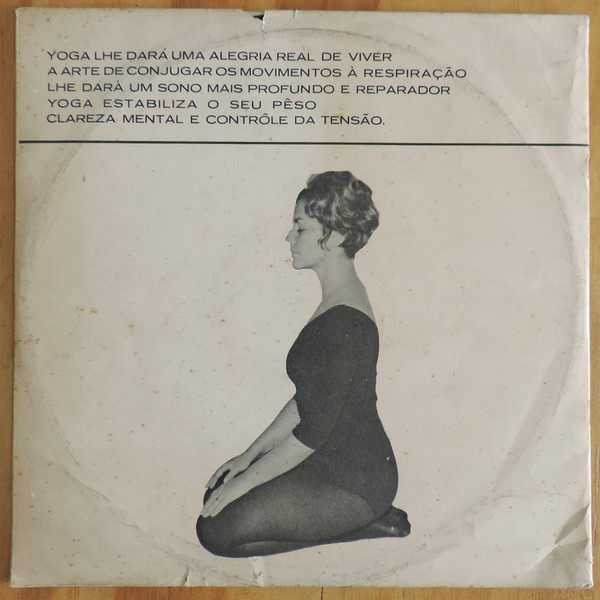 YOGA LHE DARÁ UMA ALEGRIA REAL DE VIVER
A ARTE DE CONJUGAR OS MOVIMENTOS À RESPIRAÇÃO
LHE DARÁ UM SONO MAIS PROFUNDO E REPARADOR
YOGA ESTABILIZA O SEU PÊSO
CLAREZA MENTAL E CONTRÔLE DA TENSÃO.